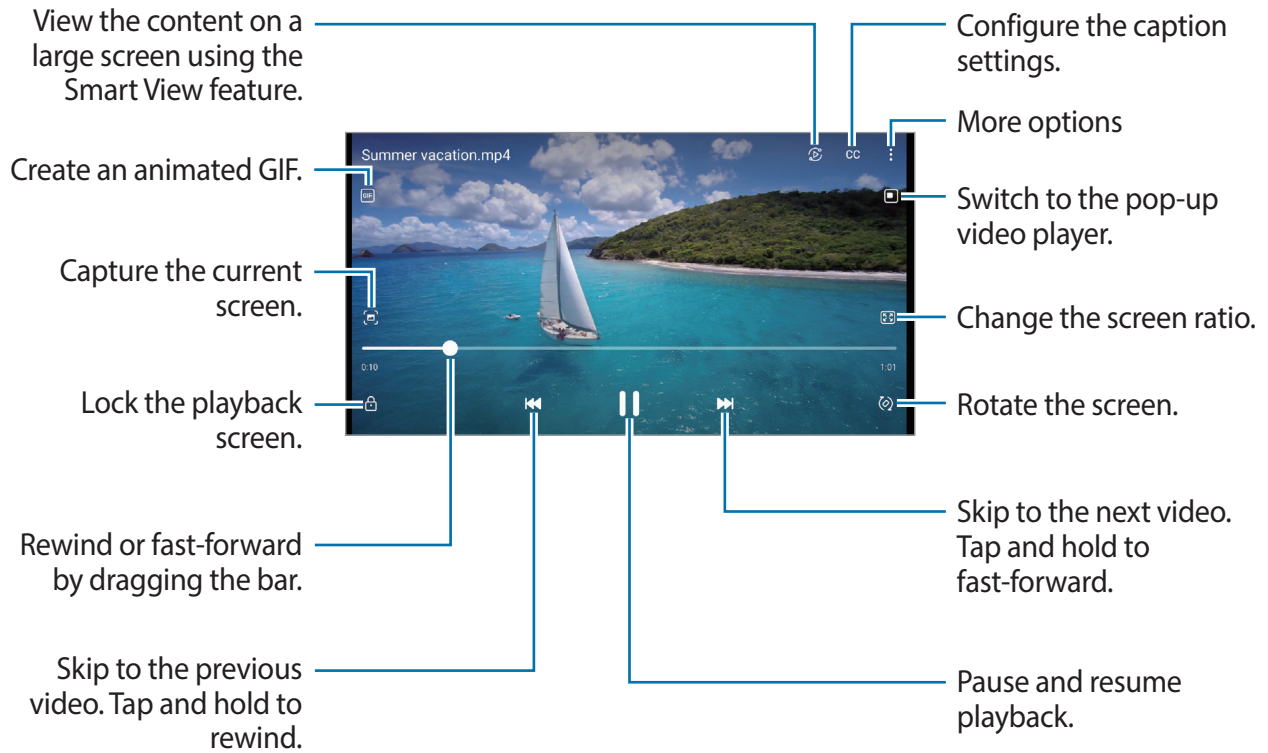 View the content on a
large screen using the
Smart View feature.
Configure the caption
settings.
More options
Summer vacation.mp4
CC
Create an animated GIF.
GIF
Switch to the pop-up
video player.
Capture the current
screen.
Change the screen ratio.
0:10
1:01
Lock the playback
screen.
Rotate the screen.
Rewind or fast-forward
by dragging the bar.
Skip to the next video.
Tap and hold to
fast-forward.
Skip to the previous
video. Tap and hold to
rewind.
Pause and resume
playback.